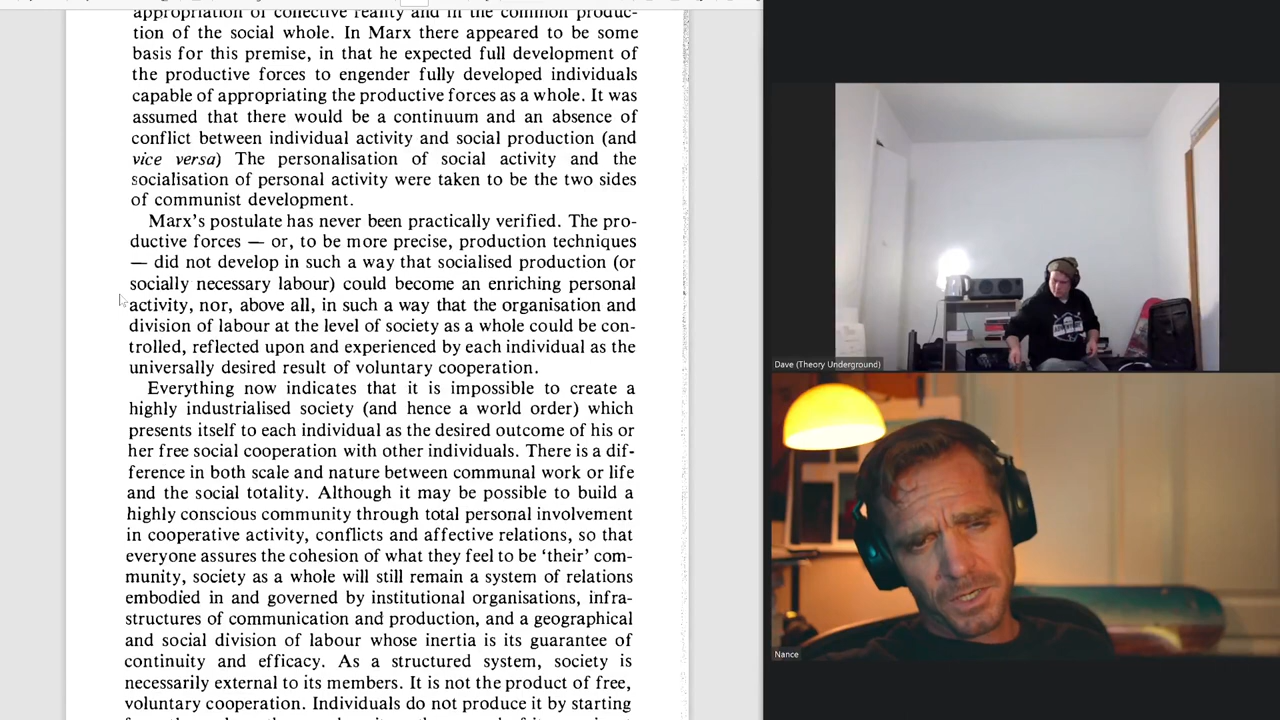 appropriation of collective reality and in the common produc-
tion of the social whole. In Marx there appeared to be some
basis for this premise, in that he expected full development of
the productive forces to engender fully developed individuals
capable of appropriating the productive forces as a whole. It was
assumed that there would be a continuum and an absence of
conflict between individual activity and social production (and
vice versa) The personalisation of social activity and the
socialisation of personal activity were taken to be the two sides
of communist development.
Marx's postulate has never been practically verified. The pro-
ductive forces — or, to be more precise, production techniques
— did not develop in such a way that socialised production (or
socially necessary labour) could become an enriching personal
activity, nor, above all, in such a way that the organisation and
division of labour at the level of society as a whole could be con-
trolled, reflected upon and experienced by each individual as the
universally desired result of voluntary cooperation.
Everything now indicates that it is impossible to create a
highly industrialised society (and hence a world order) which
presents itself to each individual as the desired outcome of his or
her free social cooperation with other individuals. There is a dif-
ference in both scale and nature between communal work or life
and the social totality. Although it may be possible to build a
highly conscious community through total personal involvement
in cooperative activity, conflicts and affective relations, so that
everyone assures the cohesion of what they feel to be 'their' com-
munity, society as a whole will still remain a system of relations
embodied in and governed by institutional organisations, infra-
structures of communication and production, and a geographical
and social division of labour whose inertia is its guarantee of
continuity and efficacy. As a structured system, society is
necessarily external to its members. It is not the product of free,
voluntary cooperation. Individuals do not produce it by starting
Dave (Theory Underground)
Nance